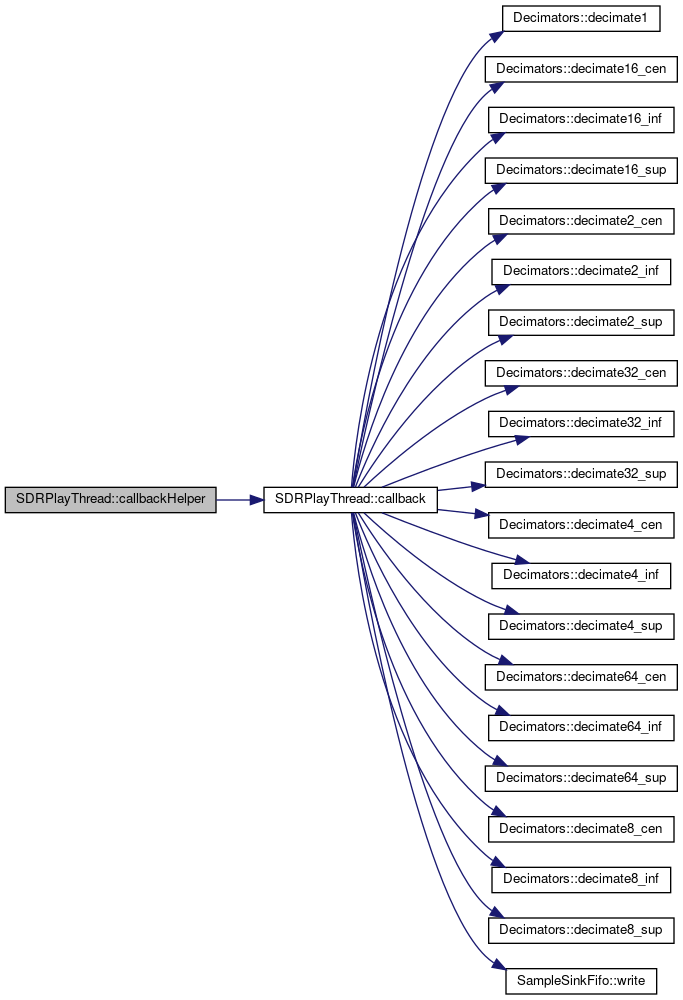 Decimators::decimate1
Decimators::decimate16_cen
Decimators::decimate16_inf
Decimators::decimate16_sup
Decimators::decimate2_cen
Decimators::decimate2_inf
Decimators::decimate2_sup
Decimators::decimate32_cen
Decimators::decimate32_inf
Decimators::decimate32_sup
SDRPlayThread::callbackHelper
SDRPlayThread::callback
Decimators::decimate4_cen
Decimators::decimate4_inf
Decimators::decimate4_sup
Decimators::decimate64_cen
Decimators::decimate64_inf
Decimators::decimate64_sup
Decimators::decimate8_cen
Decimators::decimate8_inf
Decimators::decimate8_sup
SampleSinkFifo::write